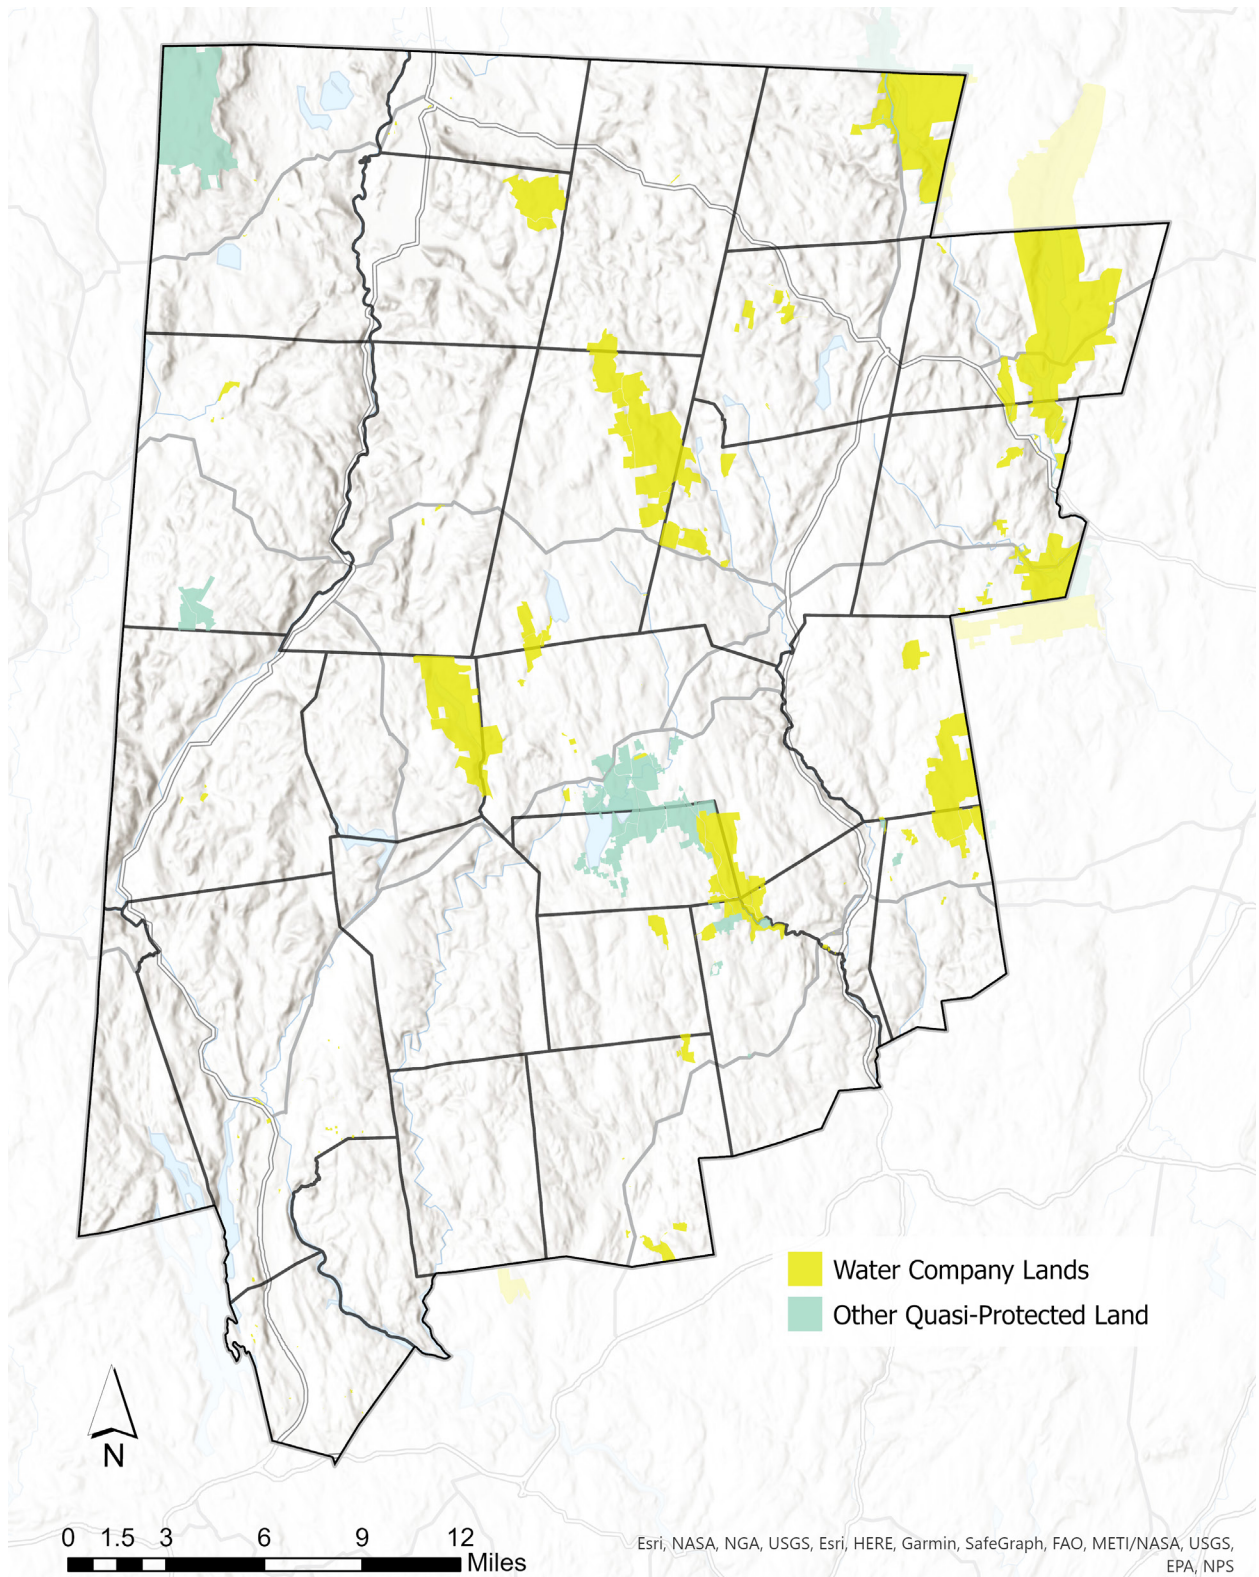 Water Company Lands
Other Quasi-Protected Land
N
0 1.5 3 6 9 12
Miles
Esri, NASA, NGA, USGS, Esri, HERE, Garmin, SafeGraph, FAO, METI/NASA, USGS,
EPA, NPS